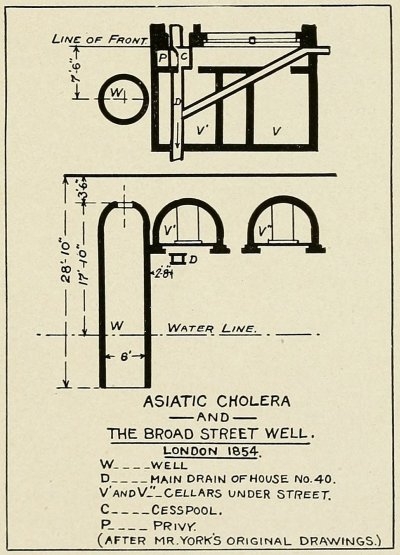 LINE OF FRONT
P C
7'-6"
W
D
V' V
3'-6"
28'-10"
17'-10"
V' V"
D
2'-8"
W WATER LINE.
6'
ASIATIC CHOLERA
— AND —
THE BROAD STREET WELL.
LONDON 1854.
W____WELL
D____MAIN DRAIN OF HOUSE NO. 40.
V' AND V"_CELLARS UNDER STREET.
C____CESSPOOL.
P____PRIVY.
(AFTER MR. YORK'S ORIGINAL DRAWINGS.)